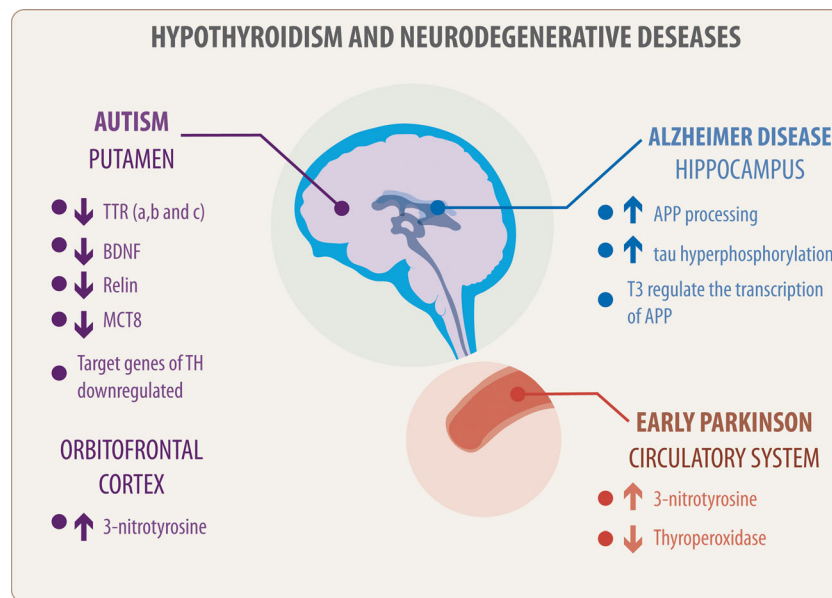 HYPOTHYROIDISM AND NEURODEGENERATIVE DESEASES
AUTISM
PUTAMEN
TTR (a,b and c)
BDNF
Relin
MCT8
Target genes of TH
downregulated
ORBITOFRONTAL
CORTEX
3-nitrotyrosine
ALZHEIMER DISEASE
HIPPOCAMPUS
APP processing
tau hyperphosphorylation
T3 regulate the transcription
of APP
EARLY PARKINSON
CIRCULATORY SYSTEM
3-nitrotyrosine
Thyroperoxidase